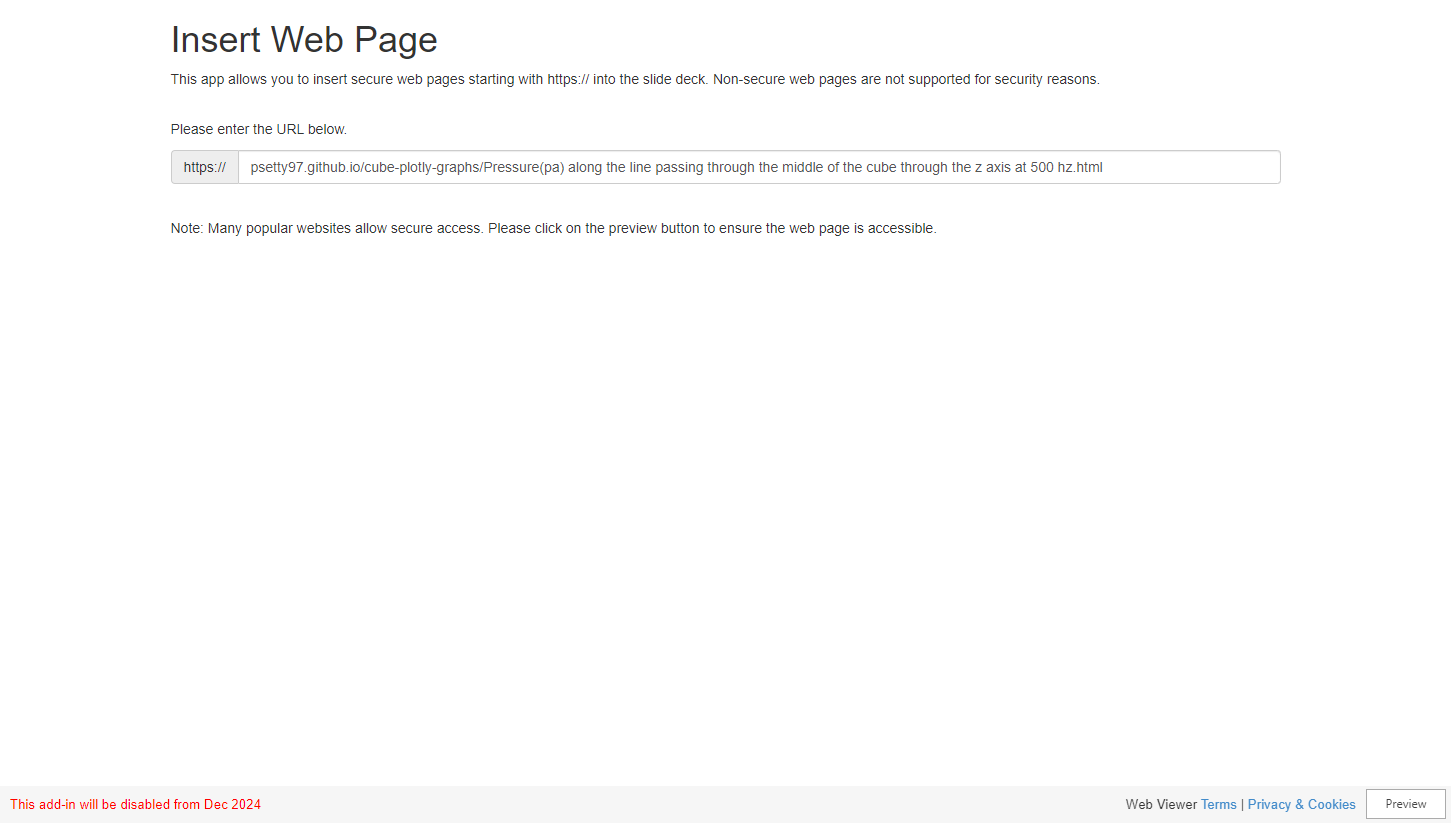 Insert Web Page
This app allows you to insert secure web pages starting with https:// into the slide deck. Non-secure web pages are not supported for security reasons.
Please enter the URL below.
https:// psetty97.github.io/cube-plotly-graphs/Pressure(pa) along the line passing through the middle of the cube through the z axis at 500 hz.html
Note: Many popular websites allow secure access. Please click on the preview button to ensure the web page is accessible.
This add-in will be disabled from Dec 2024 Web Viewer Terms | Privacy & Cookies Preview